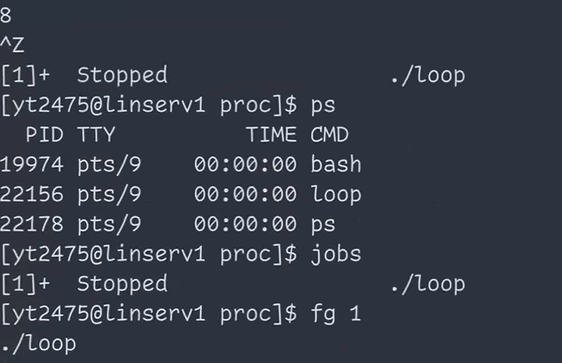 8
^Z
[1]+  Stopped                 ./loop
[yt2475@linserv1 proc]$ ps
  PID TTY          TIME CMD
19974 pts/9    00:00:00 bash
22156 pts/9    00:00:00 loop
22178 pts/9    00:00:00 ps
[yt2475@linserv1 proc]$ jobs
[1]+  Stopped                 ./loop
[yt2475@linserv1 proc]$ fg 1
./loop